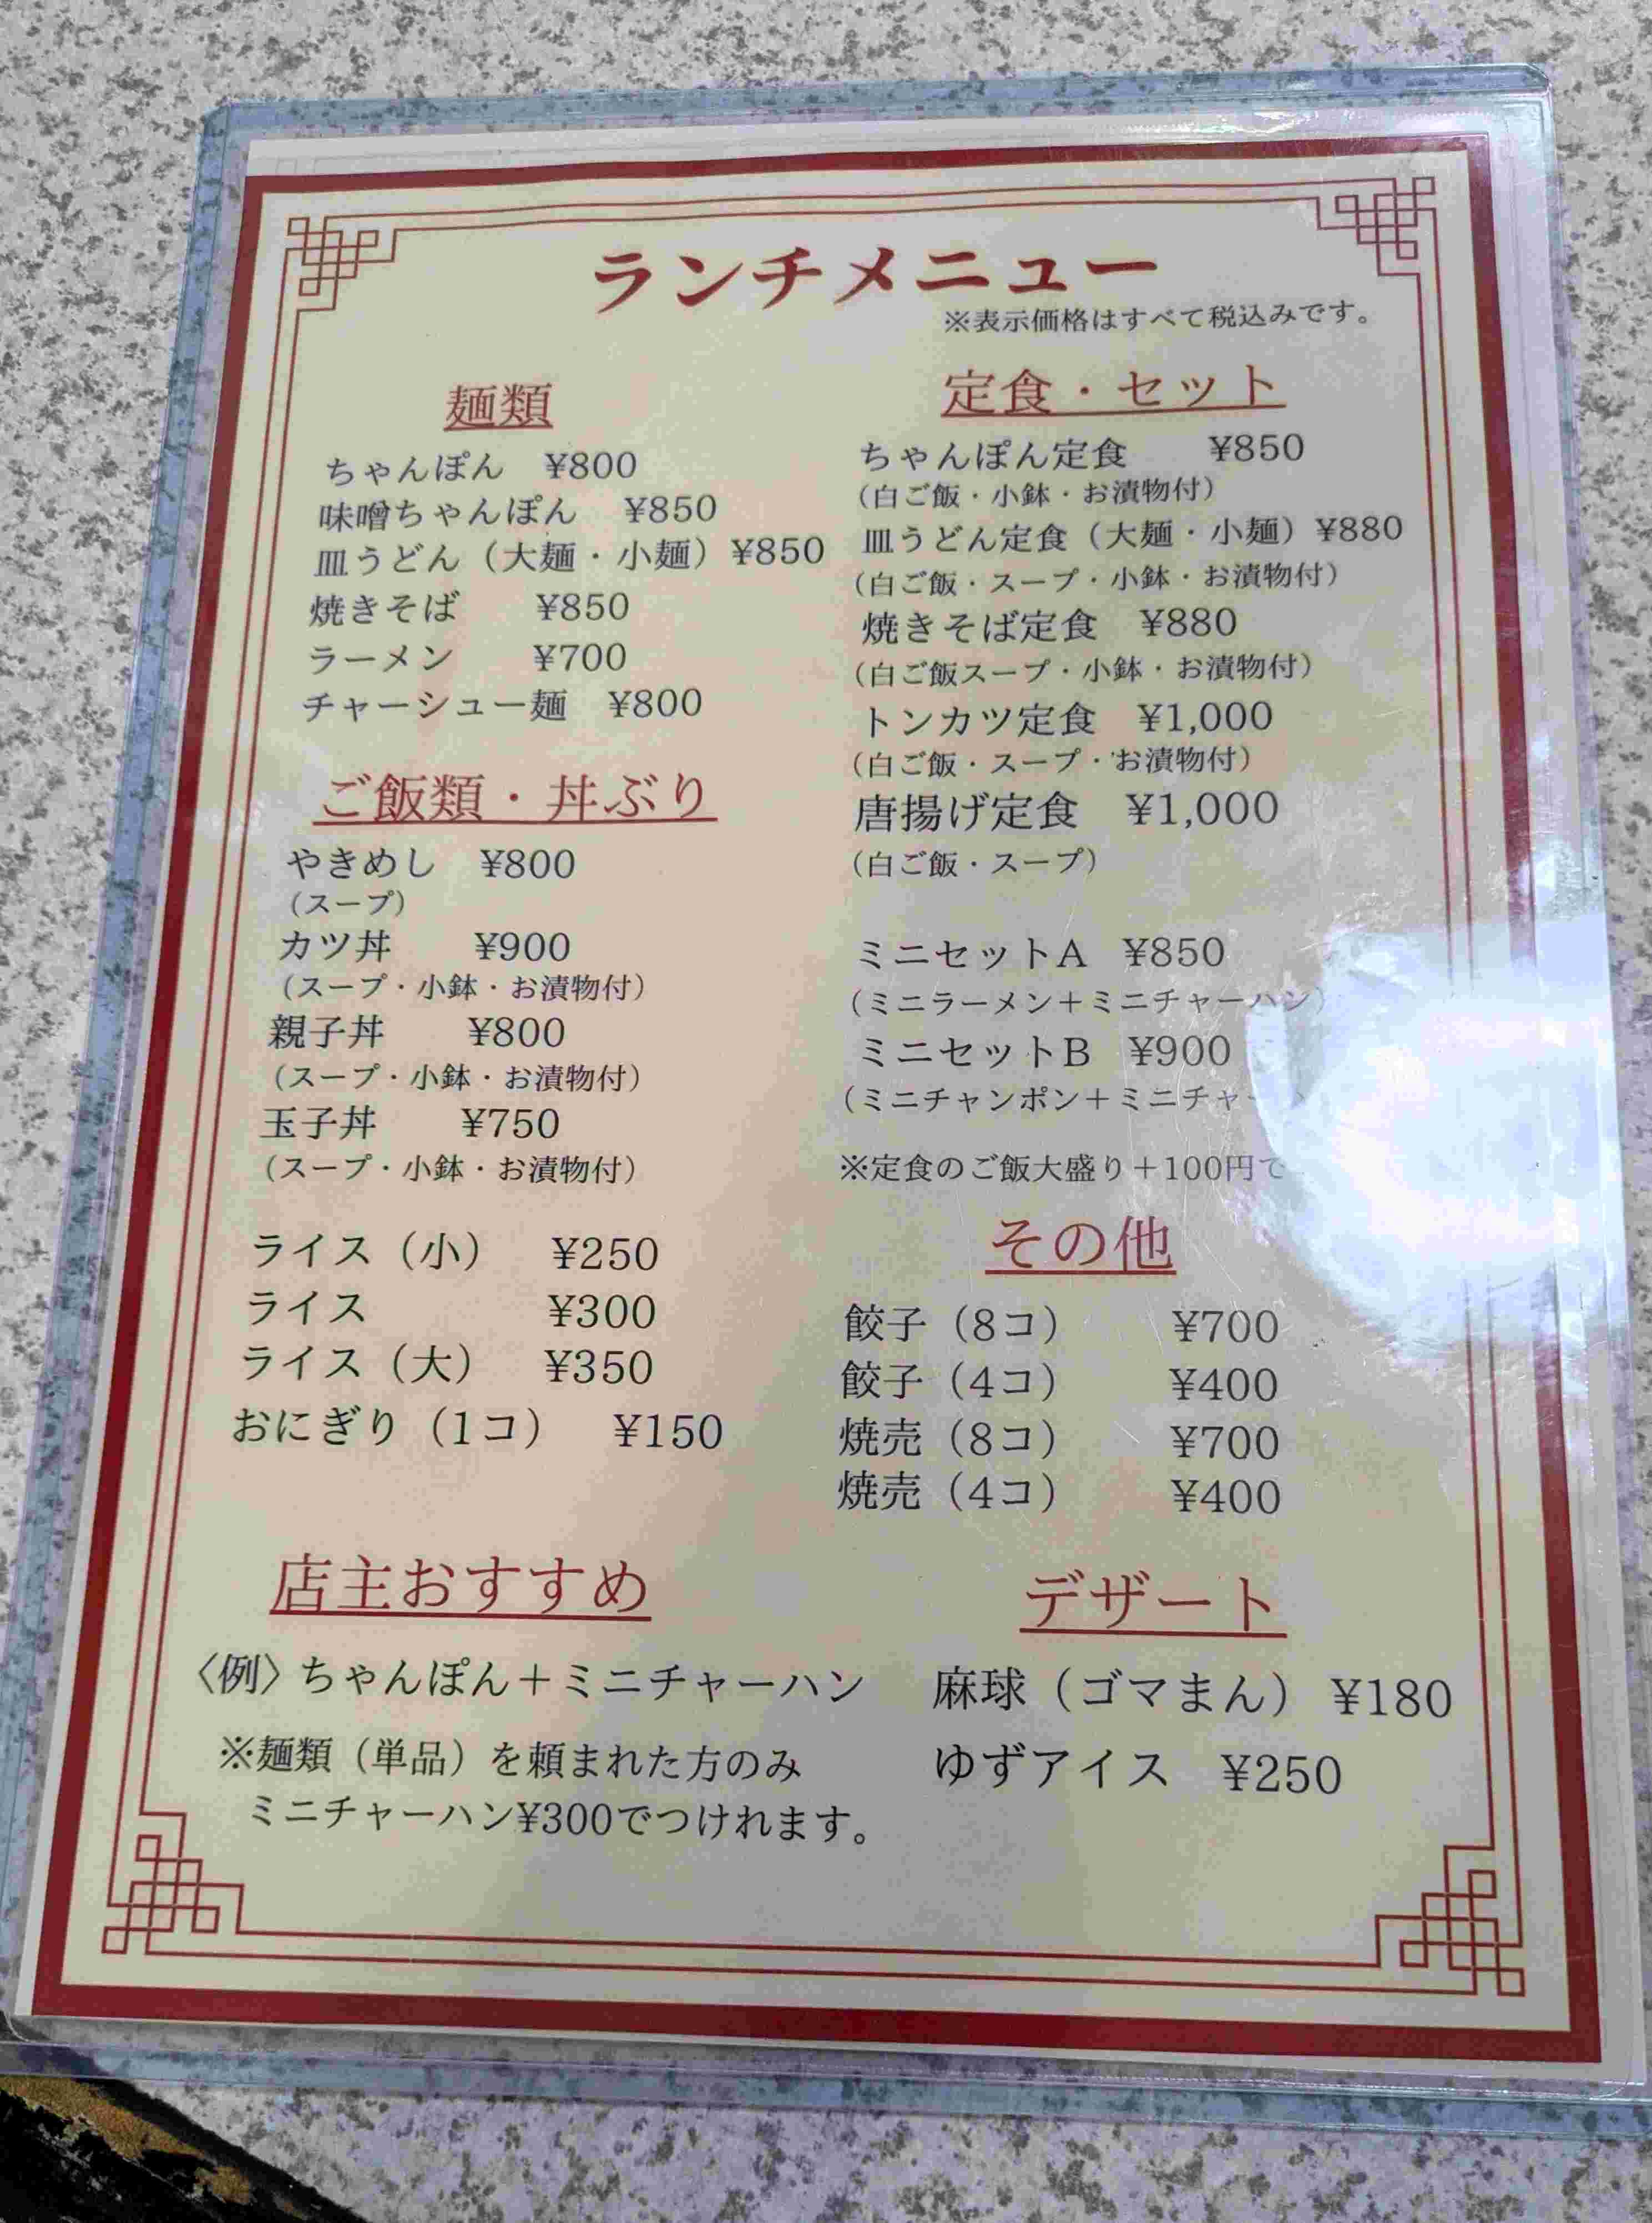 ランチメニュー
※表示価格はすべて税込みです。
麺類
ちゃんぽん ¥800
味噌ちゃんぽん ¥850
皿うどん（大麺・小麺）¥850
焼きそば ¥850
ラーメン ¥700
チャーシュー麺 ¥800
ご飯類・丼ぶり
やきめし ¥800
（スープ）
カツ丼 ¥900
（スープ・小鉢・お漬物付）
親子丼 ¥800
（スープ・小鉢・お漬物付）
玉子丼 ¥750
（スープ・小鉢・お漬物付）
ライス（小） ¥250
ライス ¥300
ライス（大） ¥350
おにぎり（1コ） ¥150
店主おすすめ
〈例〉ちゃんぽん＋ミニチャーハン
※麺類（単品）を頼まれた方のみ
ミニチャーハン¥300でつけれます。
定食・セット
ちゃんぽん定食 ¥850
（白ご飯・小鉢・お漬物付）
皿うどん定食（大麺・小麺）¥880
（白ご飯・スープ・小鉢・お漬物付）
焼きそば定食 ¥880
（白ご飯スープ・小鉢・お漬物付）
トンカツ定食 ¥1,000
（白ご飯・スープ・お漬物付）
唐揚げ定食 ¥1,000
（白ご飯・スープ）
ミニセットA ¥850
（ミニラーメン＋ミニチャーハン）
ミニセットB ¥900
（ミニチャンポン＋ミニチャー
※定食のご飯大盛り＋100円で
その他
餃子（8コ） ¥700
餃子（4コ） ¥400
焼売（8コ） ¥700
焼売（4コ） ¥400
デザート
麻球（ゴマまん） ¥180
ゆずアイス ¥250